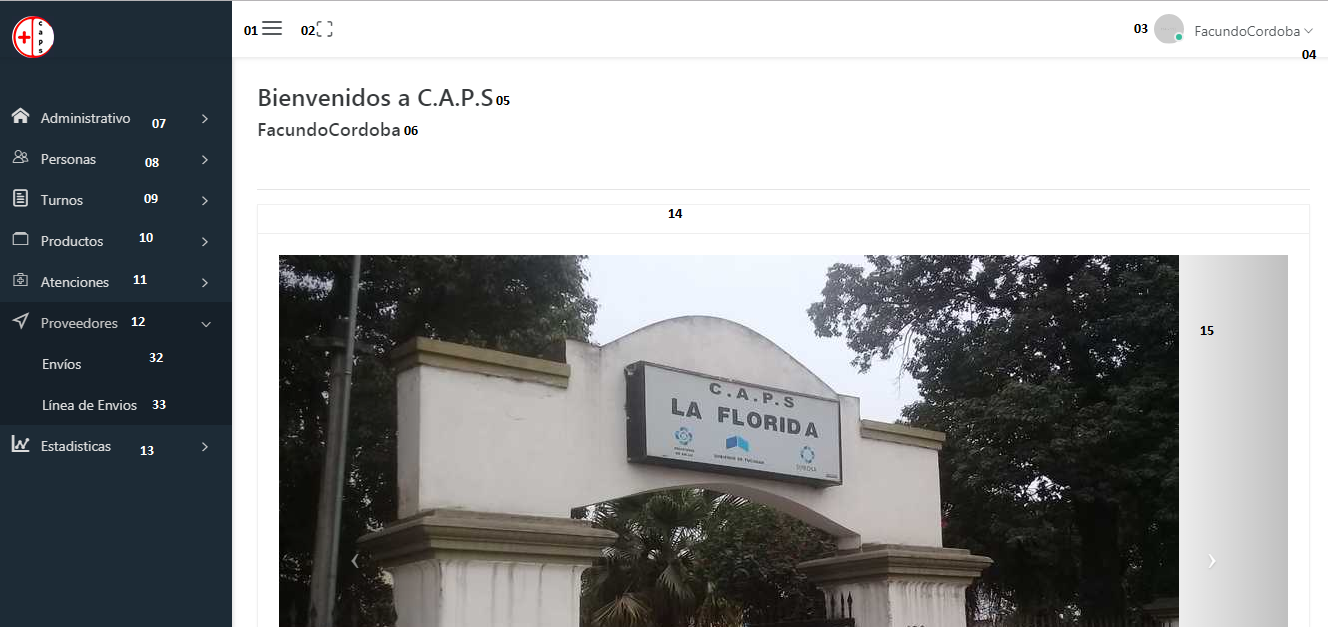 c
a
p
s
01
02
03
FacundoCordoba
04
Bienvenidos a C.A.P.S 05
FacundoCordoba 06
Administrativo 07
Personas 08
Turnos 09
Productos 10
Atenciones 11
Proveedores 12
Envíos 32
Línea de Envios 33
Estadisticas 13
14
15
C.A.P.S
LA FLORIDA